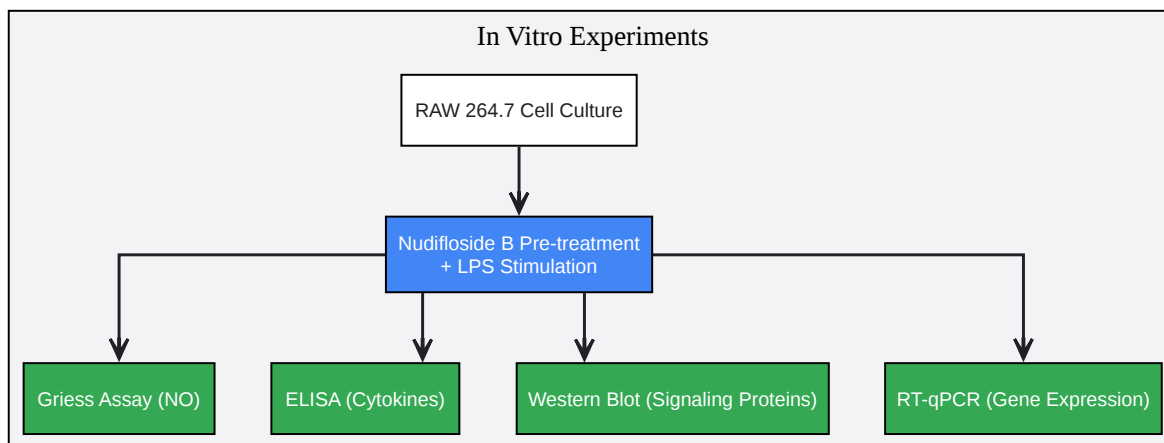 In Vitro Experiments
RAW 264.7 Cell Culture
Nudifloside B Pre-treatment
+ LPS Stimulation
Griess Assay (NO)
ELISA (Cytokines)
Western Blot (Signaling Proteins)
RT-qPCR (Gene Expression)